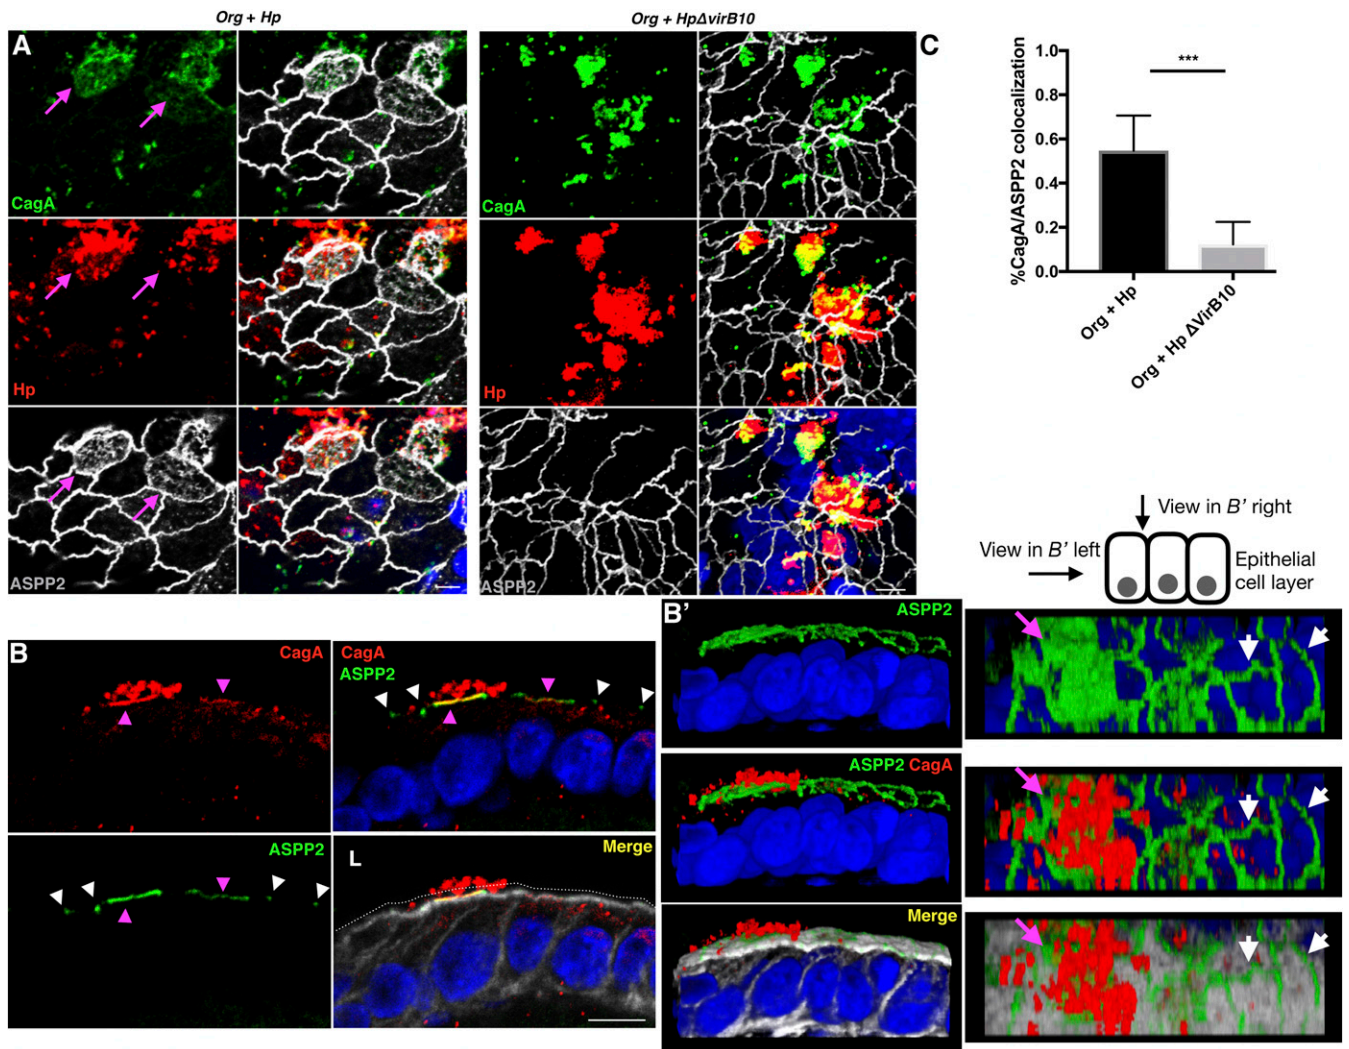 Org + Hp
Org + HpΔvirB10
A
CagA
Hp
ASPP2
CagA
Hp
ASPP2
C
%CagA/ASPP2 colocalization
1.0
0.8
0.6
0.4
0.2
0.0
***
Org + Hp
Org + Hp ΔVirB10
View in B' right
View in B' left
Epithelial
cell layer
B
CagA
CagA
ASPP2
ASPP2
L
Merge
B’
ASPP2
ASPP2 CagA
Merge